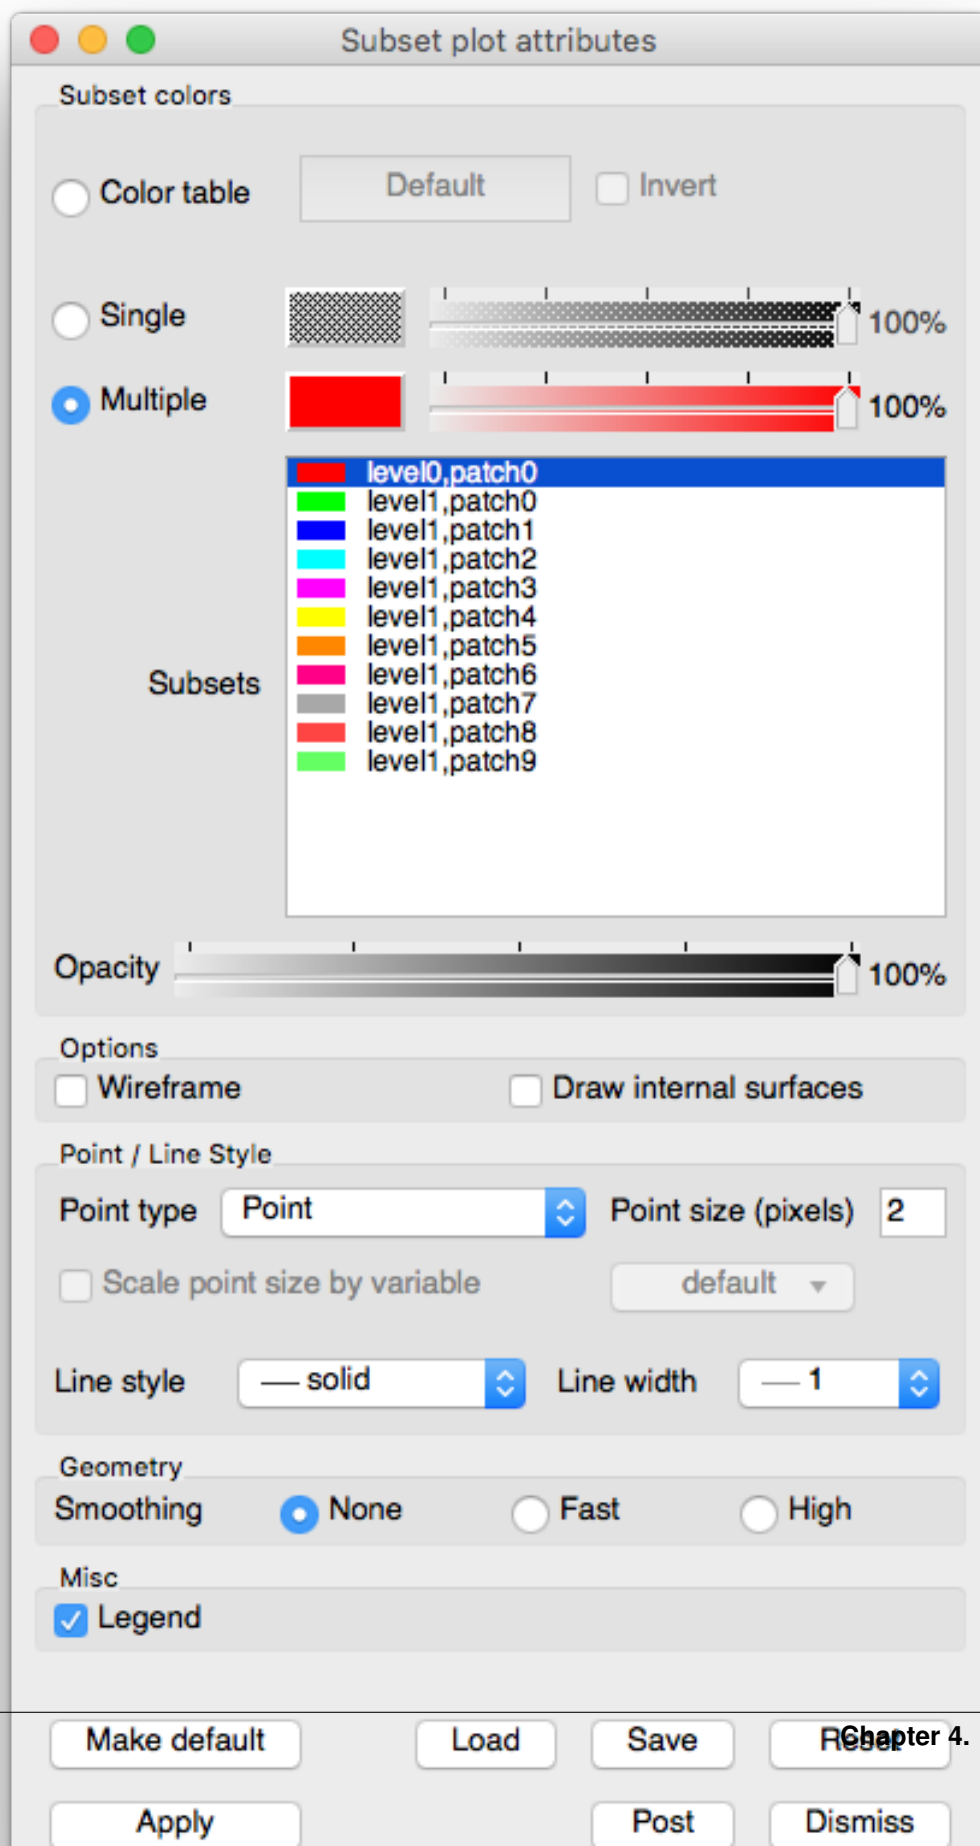 Subset plot attributes
Subset colors
Color table Default Invert
Single 100%
Multiple 100%
level0,patch0
level1,patch0
level1,patch1
level1,patch2
level1,patch3
level1,patch4
level1,patch5
level1,patch6
Subsets
level1,patch7
level1,patch8
level1,patch9
Opacity 100%
Options
Wireframe Draw internal surfaces
Point / Line Style
Point type Point Point size (pixels) 2
Scale point size by variable default
Line style solid Line width 1
Geometry
Smoothing None Fast High
Misc
Legend
Make default Load Save Reset Chapter 4.
Apply Post Dismiss